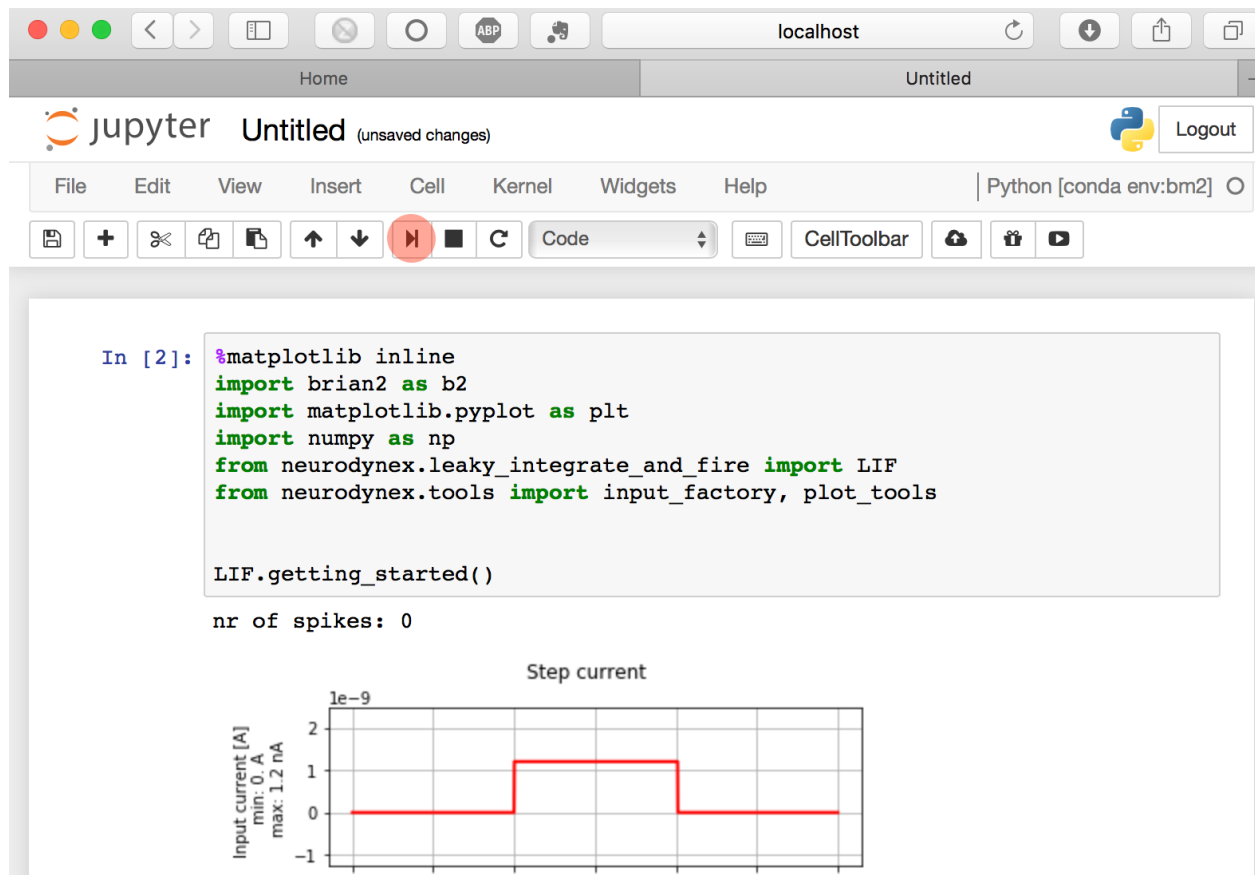 ABP
localhost
Home
Untitled
jupyter Untitled (unsaved changes)
Logout
File Edit View Insert Cell Kernel Widgets Help
Python [conda env:bm2]
Code
CellToolbar
In [2]:
%matplotlib inline
import brian2 as b2
import matplotlib.pyplot as plt
import numpy as np
from neurodynex.leaky_integrate_and_fire import LIF
from neurodynex.tools import input_factory, plot_tools
LIF.getting_started()
nr of spikes: 0
Step current
1e−9
Input current [A]
min: 0. A
max: 1.2 nA
2
1
0
−1